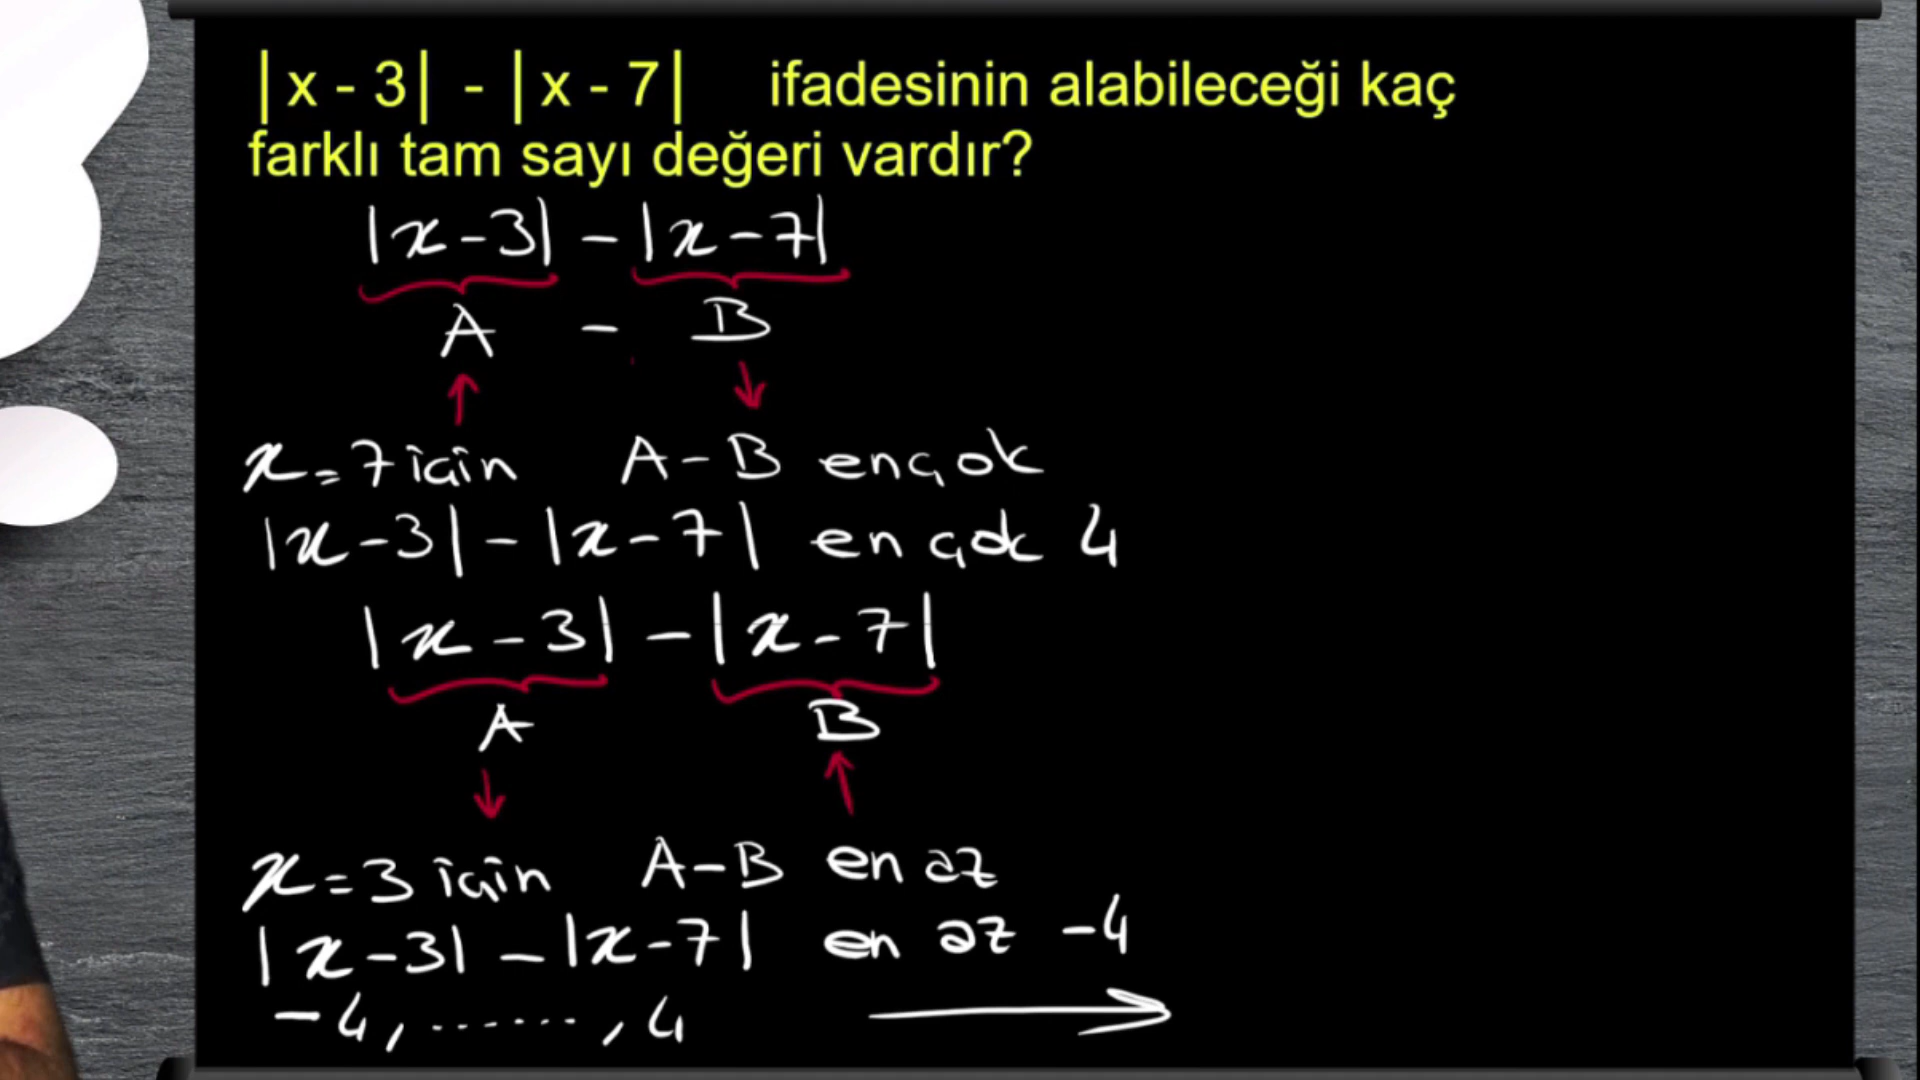 |x - 3| - |x - 7| ifadesinin alabileceği kaç
farklı tam sayı değeri vardır?
|x-3| - |x-7|
A - B
x=7 için A-B en çok
|x-3| - |x-7| en çok 4
|x-3| - |x-7|
A B
x=3 için A-B en az
|x-3| - |x-7| en az -4
-4, ......., 4